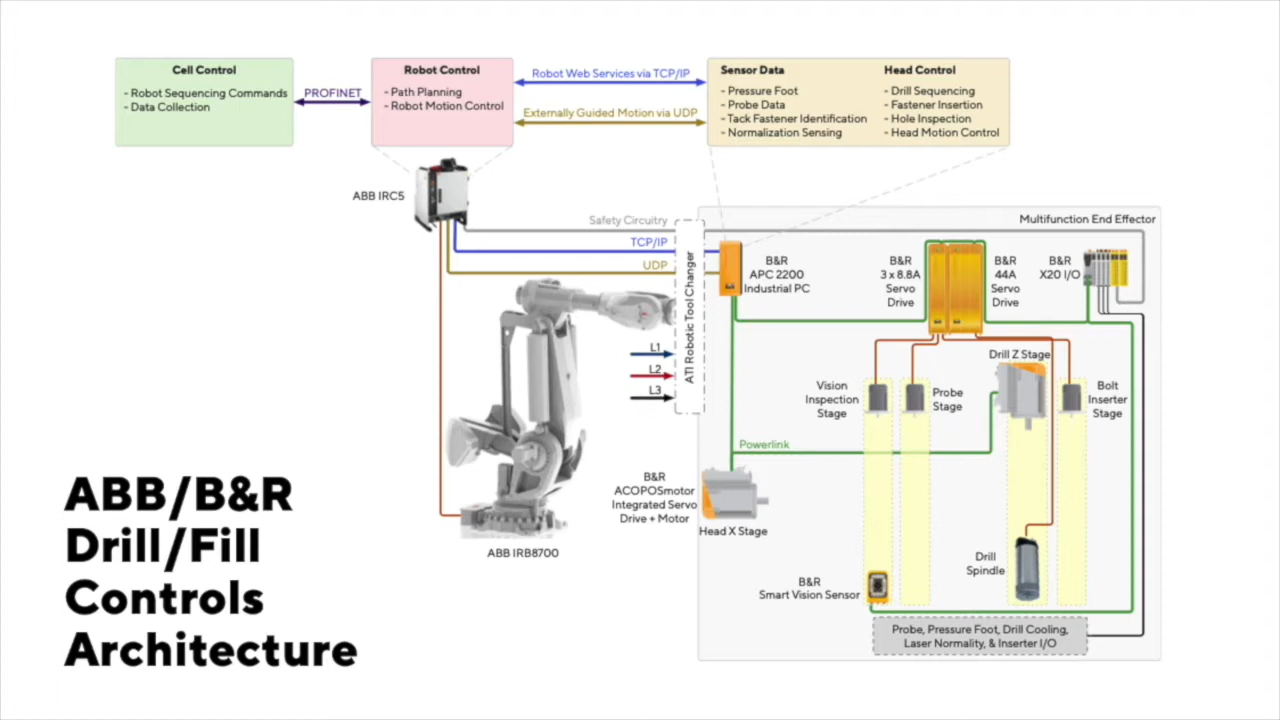 Cell Control
- Robot Sequencing Commands
- Data Collection
PROFINET
Robot Control
- Path Planning
- Robot Motion Control
Robot Web Services via TCP/IP
Externally Guided Motion via UDP
Sensor Data
- Pressure Foot
- Probe Data
- Tack Fastener Identification
- Normalization Sensing
Head Control
- Drill Sequencing
- Fastener Insertion
- Hole Inspection
- Head Motion Control
ABB IRC5
Safety Circuitry
TCP/IP
UDP
ATI Robotic Tool Changer
L1
L2
L3
ABB IRB8700
Multifunction End Effector
B&R
APC 2200
Industrial PC
B&R
3 x 8.8A
Servo
Drive
B&R
44A
Servo
Drive
B&R
X20 I/O
Drill Z Stage
Vision
Inspection
Stage
Probe
Stage
Bolt
Inserter
Stage
Powerlink
B&R
ACOPOSmotor
Integrated Servo
Drive + Motor
Head X Stage
Drill
Spindle
B&R
Smart Vision Sensor
Probe, Pressure Foot, Drill Cooling,
Laser Normality, & Inserter I/O
ABB/B&R
Drill/Fill
Controls
Architecture